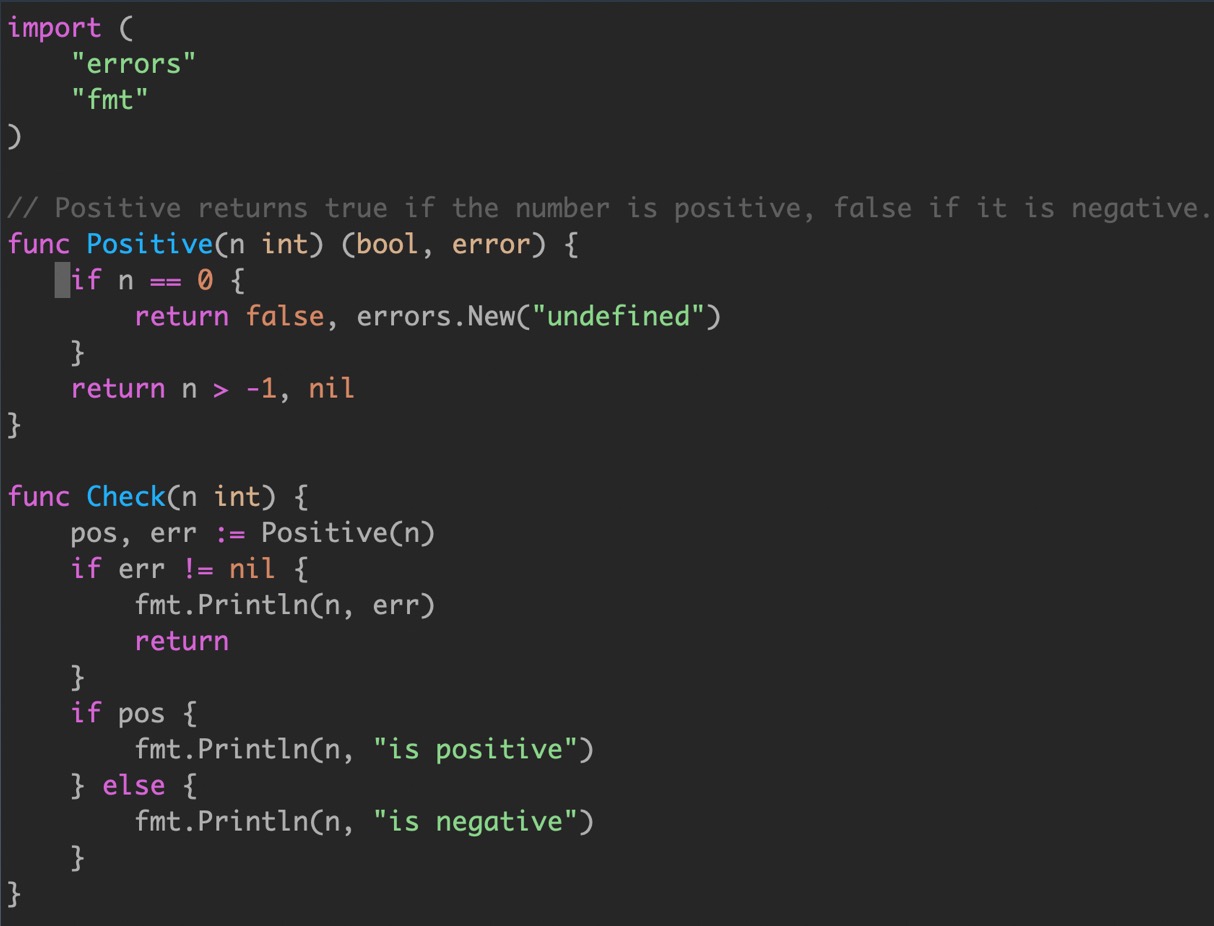 import (
    "errors"
    "fmt"
)

// Positive returns true if the number is positive, false if it is negative.
func Positive(n int) (bool, error) {
    if n == 0 {
        return false, errors.New("undefined")
    }
    return n > -1, nil
}

func Check(n int) {
    pos, err := Positive(n)
    if err != nil {
        fmt.Println(n, err)
        return
    }
    if pos {
        fmt.Println(n, "is positive")
    } else {
        fmt.Println(n, "is negative")
    }
}